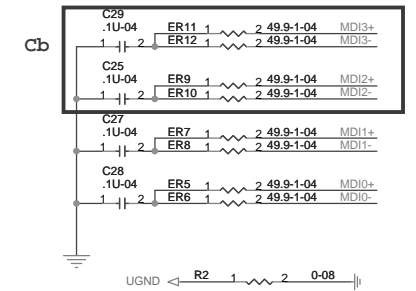 Cb
C29
.1U-04
1 2
ER11 1 2 49.9-1-04 MDI3+
ER12 1 2 49.9-1-04 MDI3-
C25
.1U-04
1 2
ER9 1 2 49.9-1-04 MDI2+
ER10 1 2 49.9-1-04 MDI2-
C27
.1U-04
1 2
ER7 1 2 49.9-1-04 MDI1+
ER8 1 2 49.9-1-04 MDI1-
C28
.1U-04
1 2
ER5 1 2 49.9-1-04 MDI0+
ER6 1 2 49.9-1-04 MDI0-
UGND R2 1 2 0-08